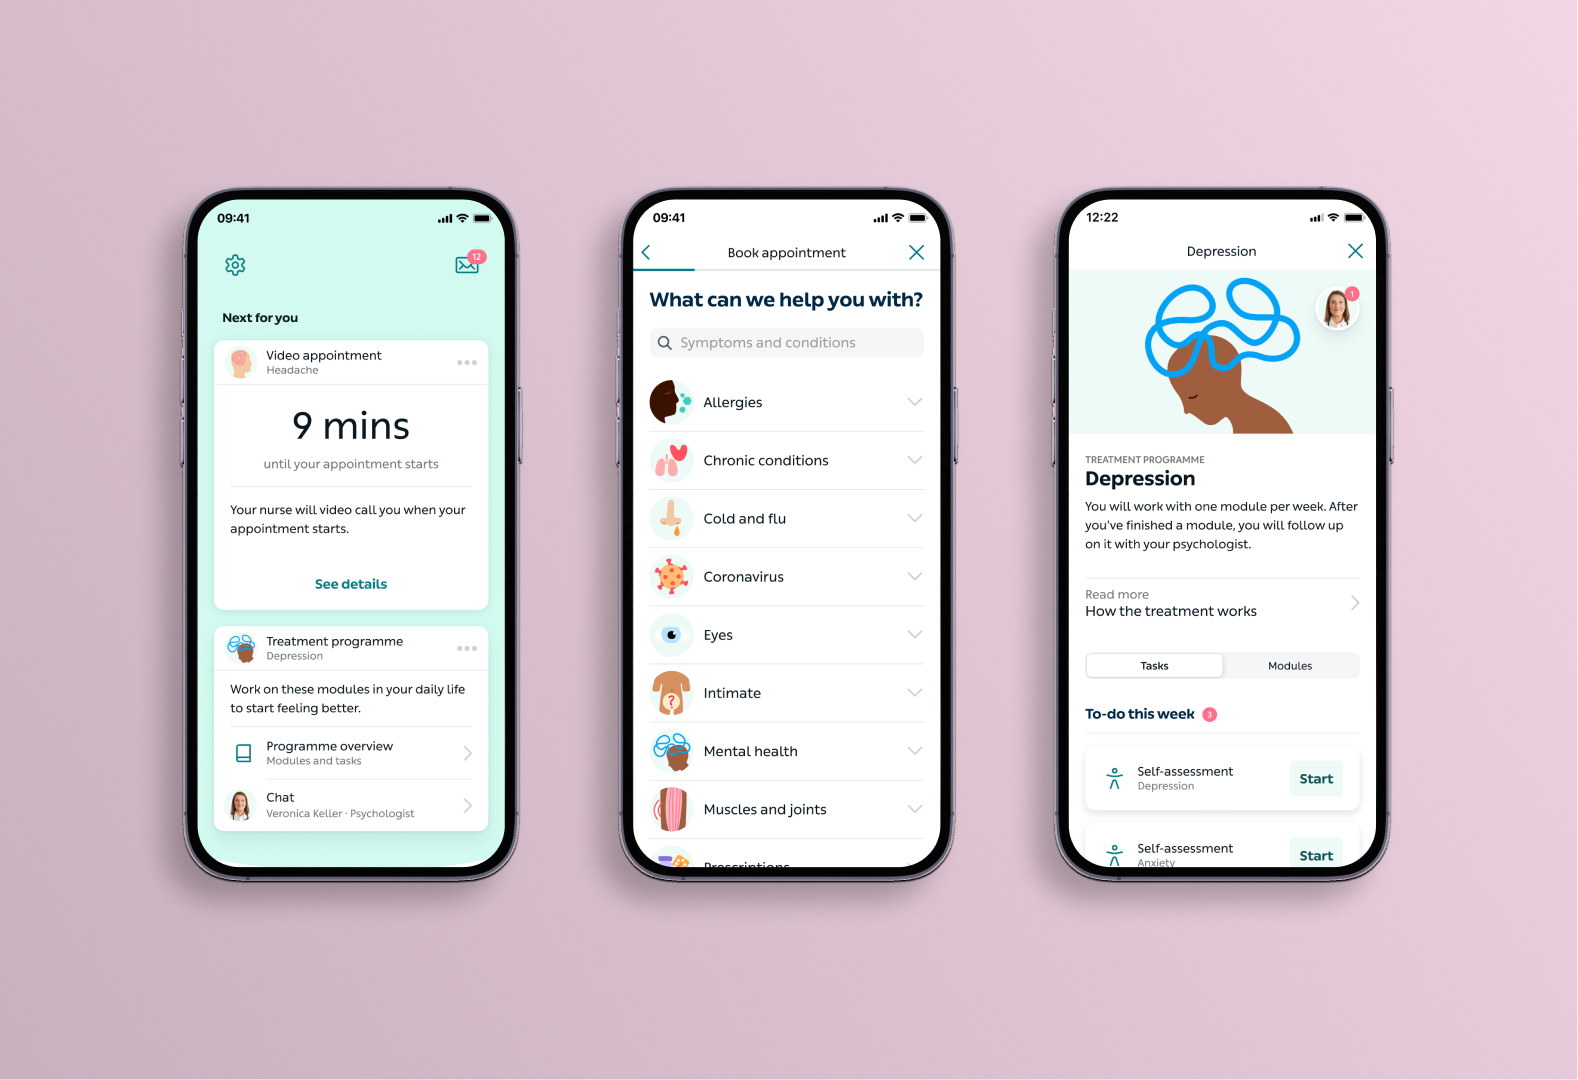 09:41
12
Next for you
Video appointment
Headache
9 mins
until your appointment starts
Your nurse will video call you when your
appointment starts.
See details
Treatment programme
Depression
Work on these modules in your daily life
to start feeling better.
Programme overview
Modules and tasks
Chat
Veronica Keller · Psychologist
09:41
Book appointment
What can we help you with?
Symptoms and conditions
Allergies
Chronic conditions
Cold and flu
Coronavirus
Eyes
?
Intimate
Mental health
Muscles and joints
Prescriptions
12:22
Depression
1
TREATMENT PROGRAMME
Depression
You will work with one module per week. After
you've finished a module, you will follow up
on it with your psychologist.
Read more
How the treatment works
Tasks Modules
To-do this week 3
Self-assessment
Depression
Start
Self-assessment
Anxiety
Start